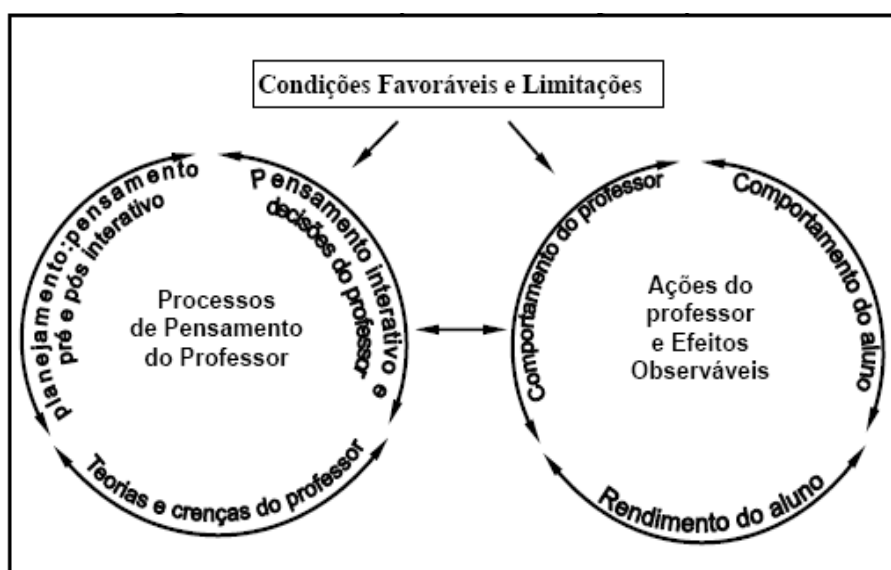 Condições Favoráveis e Limitações
planejamento:pensamento
pré e pós interativo
Pensamento interativo e
decisões do professor
Processos
de Pensamento
do Professor
Teorias e crenças do professor
Comportamento do professor
Comportamento do aluno
Ações do
professor
e Efeitos
Observáveis
Rendimento do aluno